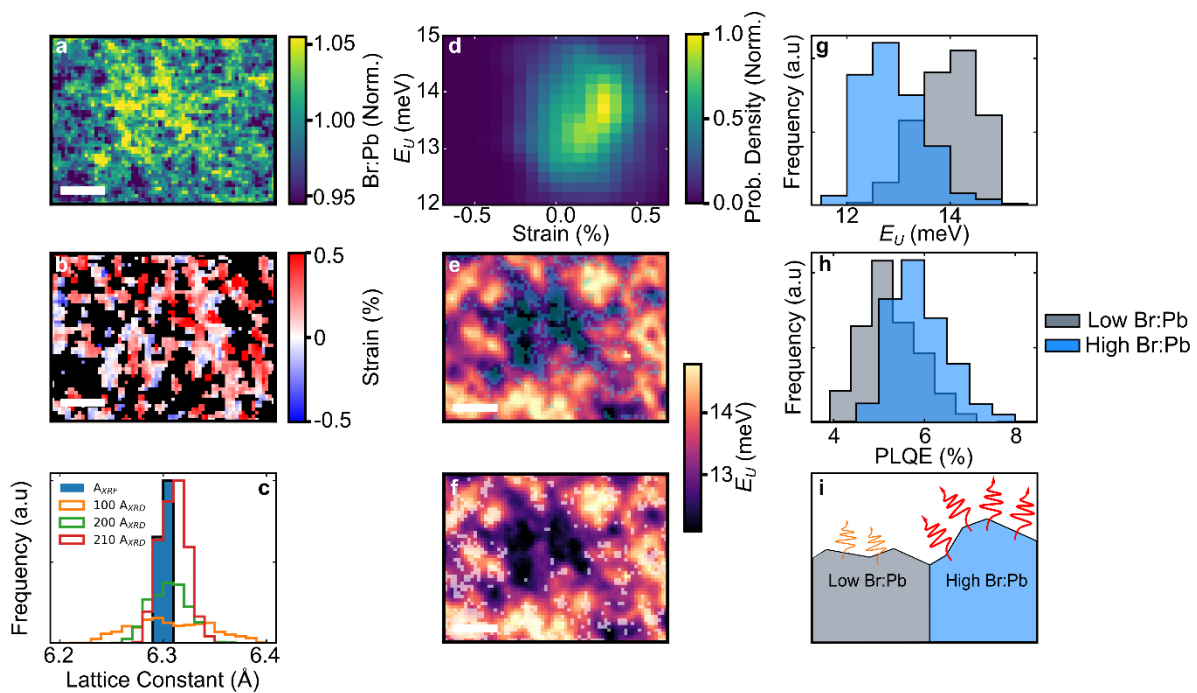 a
1.05
1.00
0.95
Br:Pb (Norm.)
d
15
14
13
12
E_U (meV)
-0.5
0.0
0.5
Strain (%)
1.0
0.5
0.0
Prob. Density (Norm.)
g
Frequency (a.u)
12
14
E_U (meV)
b
0.5
0
-0.5
Strain (%)
e
h
Frequency (a.u)
4
6
8
PLQE (%)
Low Br:Pb
High Br:Pb
14
13
E_U (meV)
c
A_XRF
100 A_XRD
200 A_XRD
210 A_XRD
Frequency (a.u)
6.2
6.3
6.4
Lattice Constant (Å)
f
i
Low Br:Pb
High Br:Pb